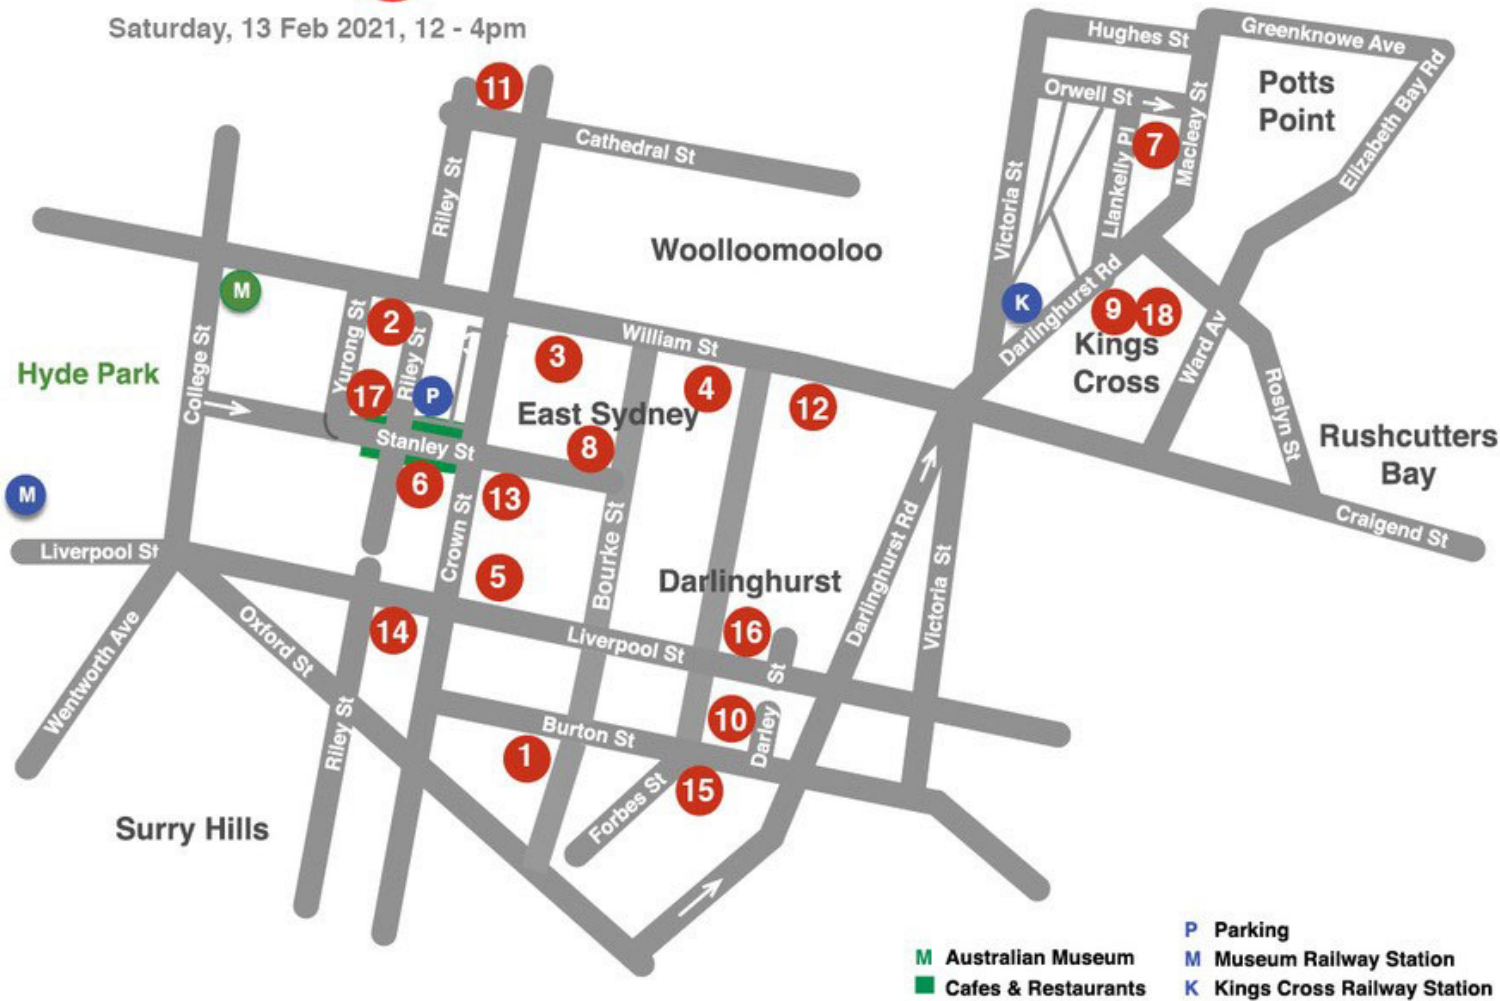 Saturday, 13 Feb 2021, 12 - 4pm
Hughes St
Greenknowe Ave
Orwell St
Potts
Point
11
Cathedral St
7
Macleay St
Elizabeth Bay Rd
Llankelly Pl
Riley St
Victoria St
Woolloomooloo
M
K
Darlinghurst Rd
9
18
Kings
Cross
Ward Av
Yurong St
2
Riley St
William St
3
4
12
Hyde Park
College St
17
P
East Sydney
Roslyn St
Rushcutters
Bay
Stanley St
8
6
13
M
Craigend St
Liverpool St
Crown St
5
Bourke St
Darlinghurst
Darlinghurst Rd
Victoria St
14
Oxford St
Liverpool St
16
St
Wentworth Ave
Riley St
Burton St
10
Darley
1
15
Forbes St
Surry Hills
P Parking
M Australian Museum
M Museum Railway Station
Cafes & Restaurants
K Kings Cross Railway Station